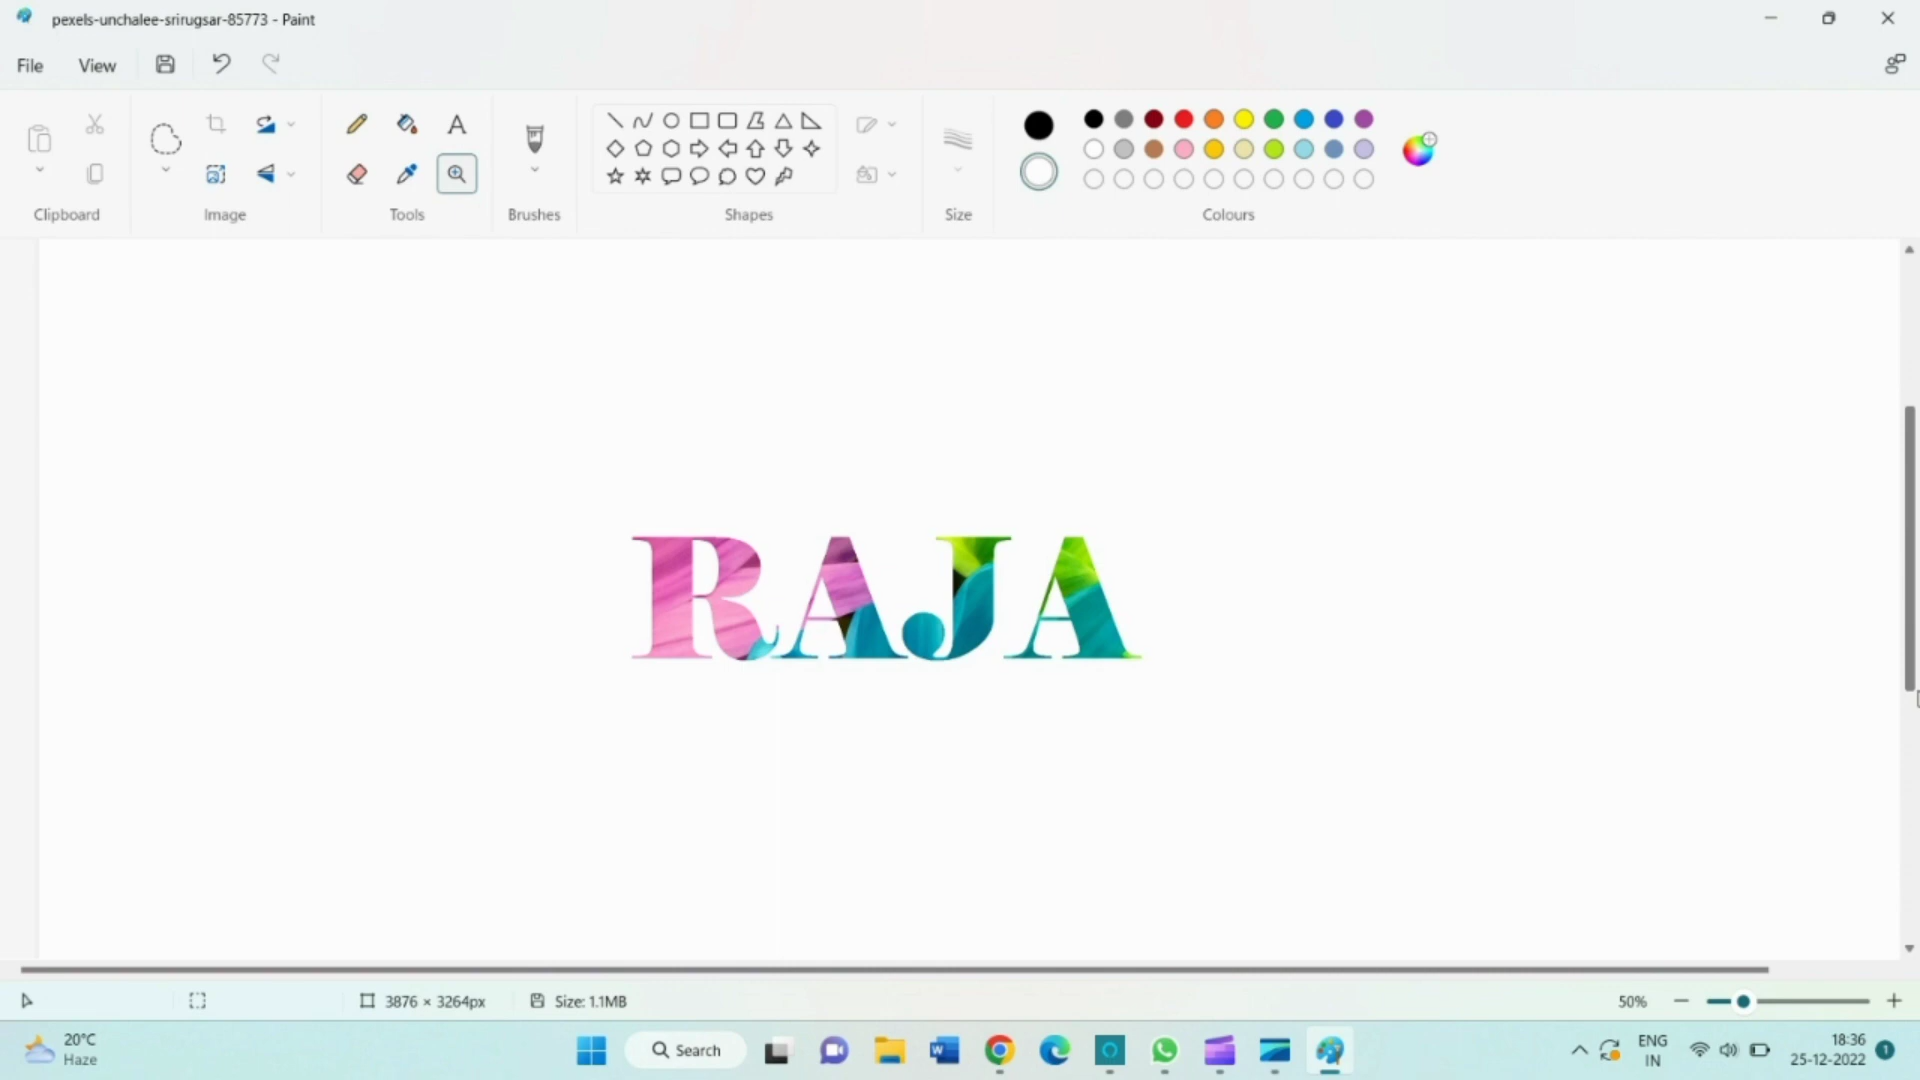 pexels-unchalee-srirugsar-85773 - Paint
File View
Clipboard Image Tools Brushes Shapes Size Colours
RAJA
3876 × 3264px Size: 1.1MB 50%
20°C
Haze
Search
ENG
IN
18:36
25-12-2022
1